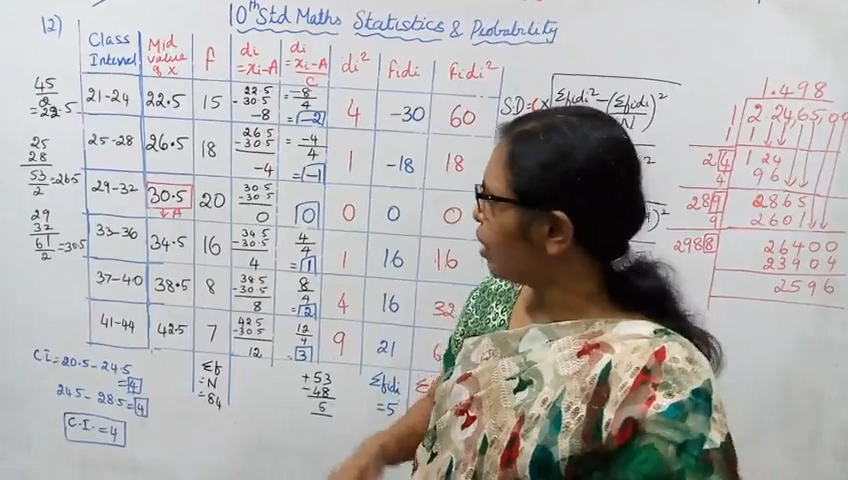 10th Std Maths Statistics & Probability
12)
Class Interval | Mid value of x | f | di = xi-A | di = xi-A / C | di² | fidi | fidi²
21-24 | 22.5 | 15 | 22.5 - 30.5 = -8 | = -8/4 = -2 | 4 | -30 | 60
25-28 | 26.5 | 18 | 26.5 - 30.5 = -4 | = -4/4 = -1 | 1 | -18 | 18
29-32 | 30.5 → A | 20 | 30.5 - 30.5 = 0 | 0 | 0 | 0 | 0
33-36 | 34.5 | 16 | 34.5 - 30.5 = 4 | 4/4 = 1 | 1 | 16 | 16
37-40 | 38.5 | 8 | 38.5 - 30.5 = 8 | 8/4 = 2 | 4 | 16 | 32
41-44 | 42.5 | 7 | 42.5 - 30.5 = 12 | 12/4 = 3 | 9 | 21 | 6
Σf = N = 84
+53
-48
5
Σfidi = 5
45/2 = 22.5
25
28
53/2 = 26.5
29
32
61/2 = 30.5
C.I = 20.5 - 24.5
= 4
24.5 - 28.5 = 4
C.I. = 4
S.D = C × √ Σfidi² - (Σfidi/N)²
1.498
1 | 2.24,65,00
1
24 | 1 24
4 | 96
289 | 2865
9 | 2601
2988 | 26400
23904
2596